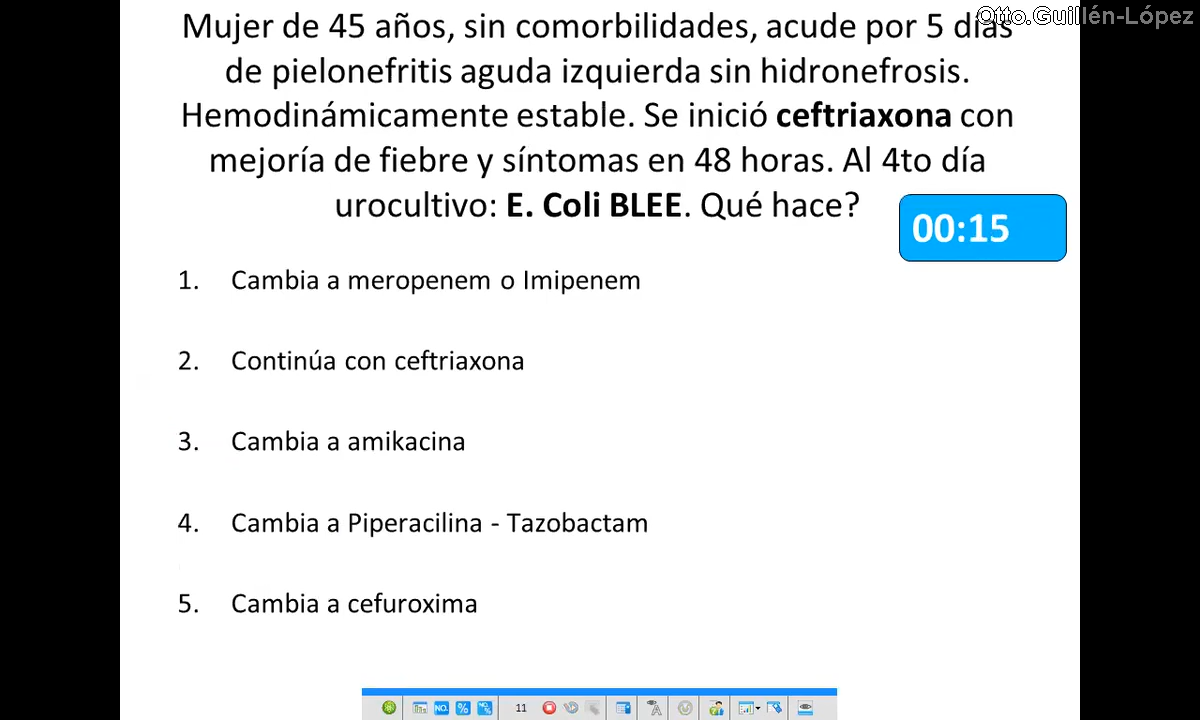 Otto.Guillén-López
Mujer de 45 años, sin comorbilidades, acude por 5 días
de pielonefritis aguda izquierda sin hidronefrosis.
Hemodinámicamente estable. Se inició ceftriaxona con
mejoría de fiebre y síntomas en 48 horas. Al 4to día
urocultivo: E. Coli BLEE. Qué hace?
00:15
1. Cambia a meropenem o Imipenem
2. Continúa con ceftriaxona
3. Cambia a amikacina
4. Cambia a Piperacilina - Tazobactam
5. Cambia a cefuroxima
NO. % 11